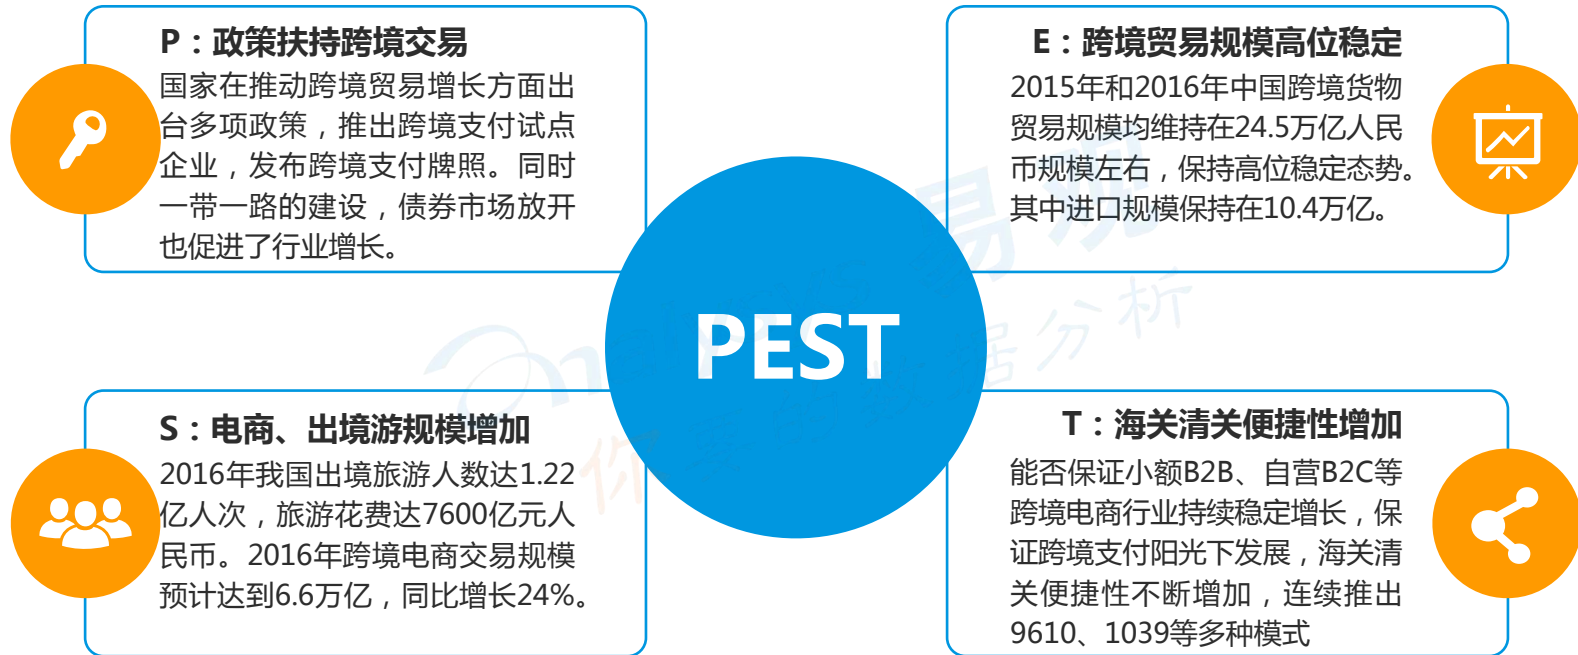 P：政策扶持跨境交易
国家在推动跨境贸易增长方面出
台多项政策，推出跨境支付试点
企业，发布跨境支付牌照。同时
一带一路的建设，债券市场放开
也促进了行业增长。
E：跨境贸易规模高位稳定
2015年和2016年中国跨境货物
贸易规模均维持在24.5万亿人民
币规模左右，保持高位稳定态势。
其中进口规模保持在10.4万亿。
PEST
S：电商、出境游规模增加
2016年我国出境旅游人数达1.22
亿人次，旅游花费达7600亿元人
民币。2016年跨境电商交易规模
预计达到6.6万亿，同比增长24%。
T：海关清关便捷性增加
能否保证小额B2B、自营B2C等
跨境电商行业持续稳定增长，保
证跨境支付阳光下发展，海关清
关便捷性不断增加，连续推出
9610、1039等多种模式
易观
你要的数据分析